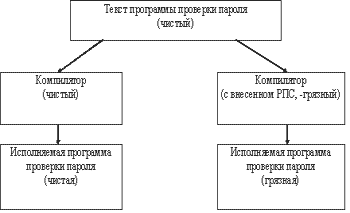 Текст программы проверки пароля
(чистый)
Компилятор
(чистый)
Компилятор
(с внесенном РПС, -грязный)
Исполняемая программа
проверки пароля
(чистая)
Исполняемая программа
проверки пароля
(грязная)